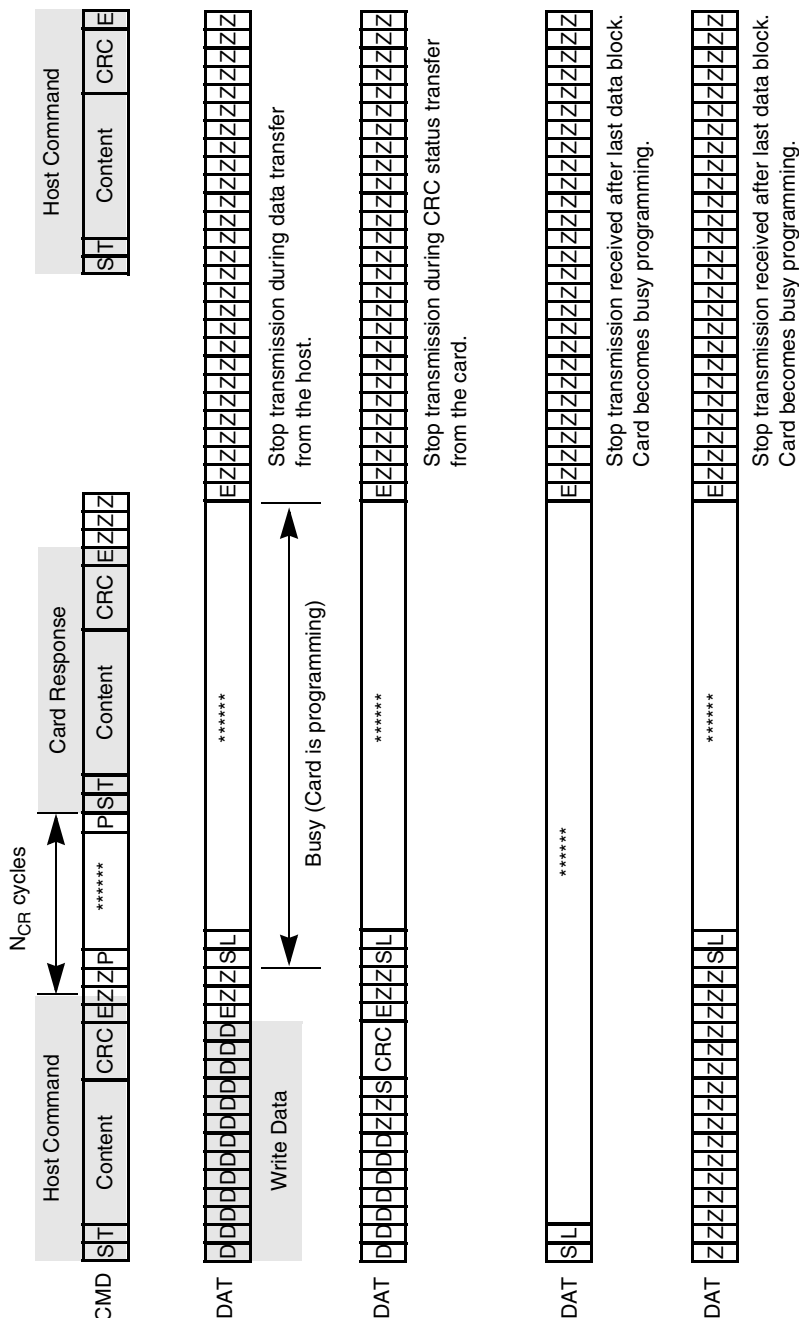 N_CR cycles
Host Command
Card Response
Host Command
CMD S T Content CRC E Z Z P ****** P S T Content CRC E Z Z Z S T Content CRC E
DAT D D D D D D D D D D D D D E Z Z S L ****** E Z Z Z Z Z Z Z Z Z Z Z Z Z Z Z Z Z Z Z Z Z Z Z Z Z Z
Write Data
Busy (Card is programming)
Stop transmission during data transfer
from the host.
DAT D D D D D D D Z Z S CRC E Z Z S L ****** E Z Z Z Z Z Z Z Z Z Z Z Z Z Z Z Z Z Z Z Z Z Z Z Z Z Z
Stop transmission during CRC status transfer
from the card.
DAT S L ****** E Z Z Z Z Z Z Z Z Z Z Z Z Z Z Z Z Z Z Z Z Z Z Z Z Z Z
Stop transmission received after last data block.
Card becomes busy programming.
DAT Z Z Z Z Z Z Z Z Z Z Z Z Z Z Z Z S L ****** E Z Z Z Z Z Z Z Z Z Z Z Z Z Z Z Z Z Z Z Z Z Z Z Z Z Z
Stop transmission received after last data block.
Card becomes busy programming.